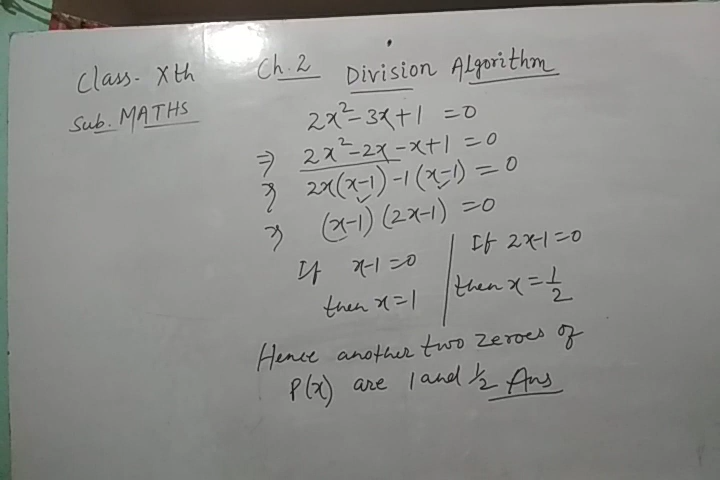 Class- Xth Ch. 2 Division Algorithm
Sub. MATHS
2x²-3x+1 =0
⇒ 2x²-2x-x+1 =0
⇒ 2x(x-1)-1(x-1) =0
⇒ (x-1)(2x-1) =0
If x-1=0 | If 2x-1=0
then x=1 | then x=1/2
Hence another two zeroes of
P(x) are 1 and 1/2 Ans